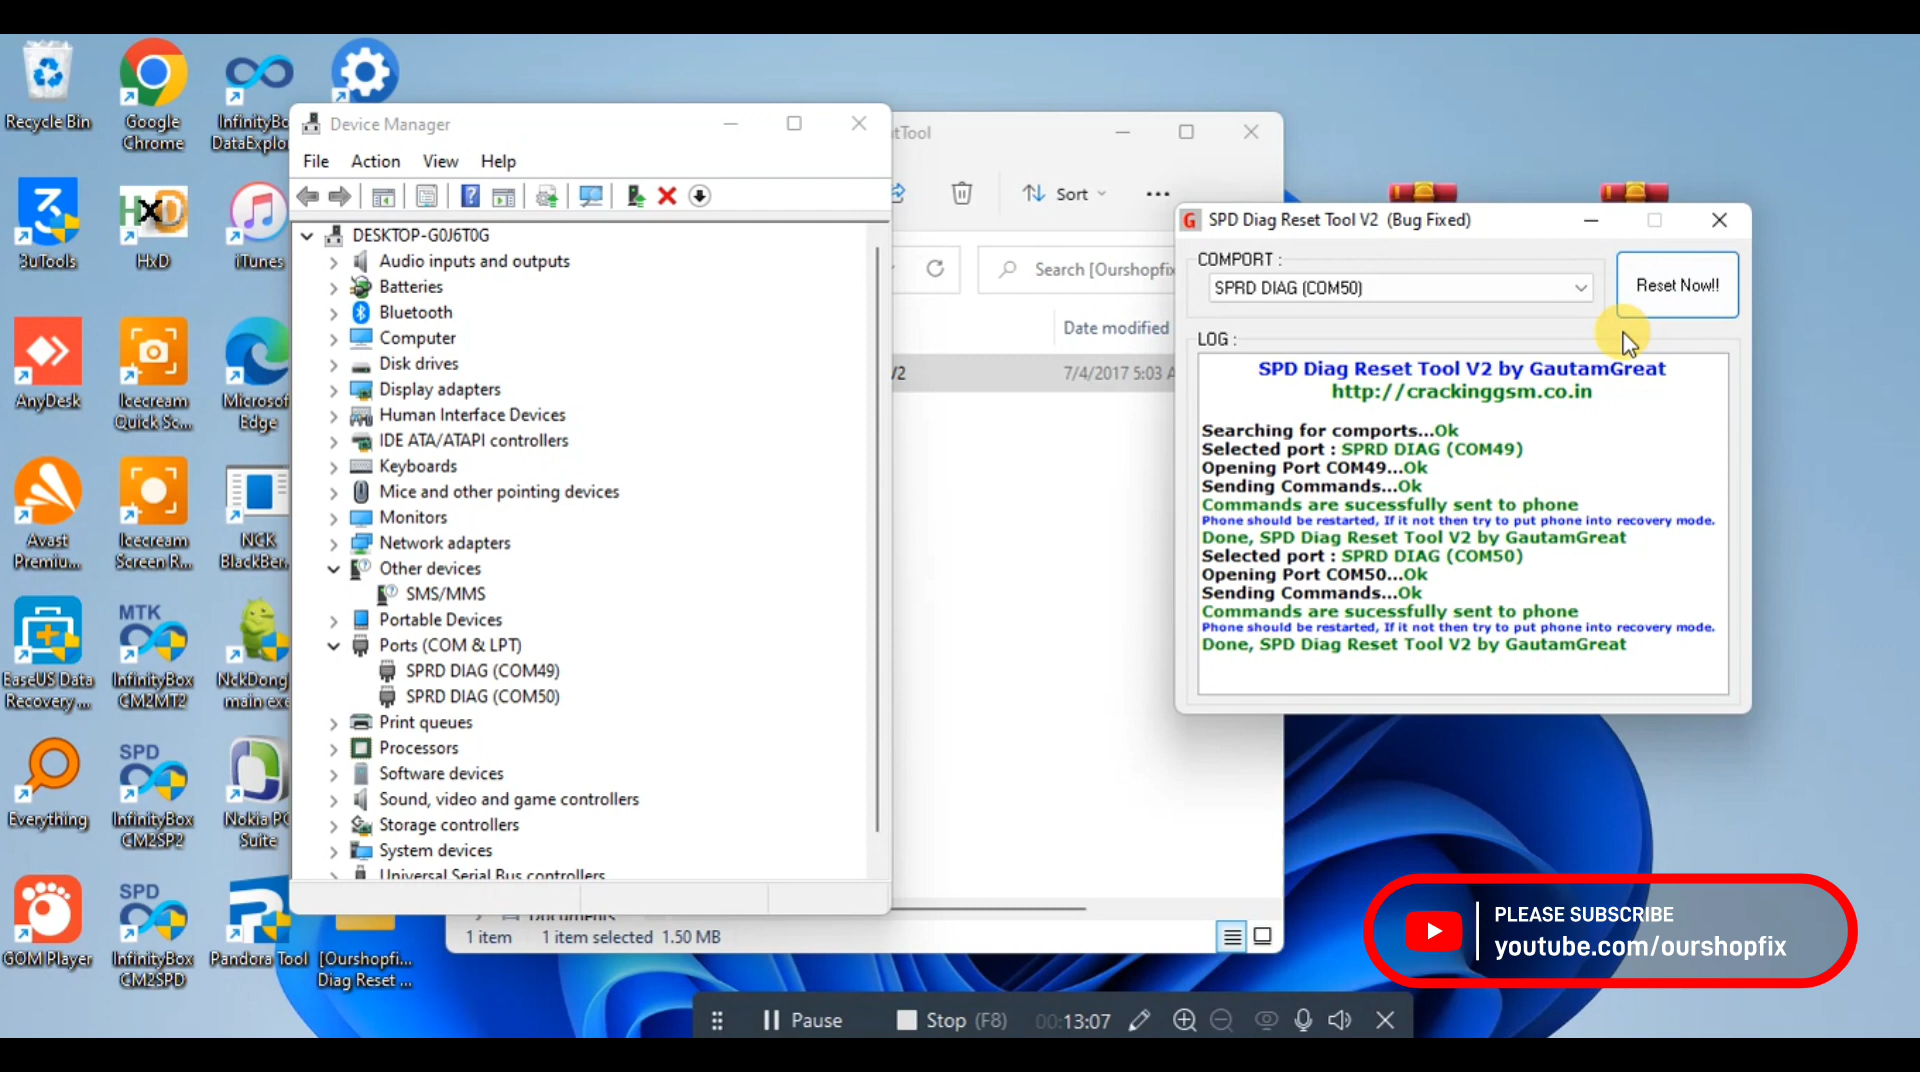 Recycle Bin
Google
Chrome
InfinityBo
DataExplo
3uTools
HxD
iTunes
AnyDesk
Icecream
Quick Sc...
Microsof
Edge
Avast
Premiu...
Icecream
Screen R...
NCK
BlackBer
EaseUS Data
Recovery ...
MTK
InfinityBox
CM2MT2
NckDong
main exe
Everything
SPD
InfinityBox
CM2SP2
Nokia PC
Suite
GOM Player
SPD
InfinityBox
CM2SPD
Pandora Tool
[Ourshopfi...
Diag Reset ...
Device Manager
File Action View Help
DESKTOP-G0J6T0G
Audio inputs and outputs
Batteries
Bluetooth
Computer
Disk drives
Display adapters
Human Interface Devices
IDE ATA/ATAPI controllers
Keyboards
Mice and other pointing devices
Monitors
Network adapters
Other devices
SMS/MMS
Portable Devices
Ports (COM & LPT)
SPRD DIAG (COM49)
SPRD DIAG (COM50)
Print queues
Processors
Software devices
Sound, video and game controllers
Storage controllers
System devices
Universal Serial Bus controllers
tTool
Sort
Search [Ourshopfix
Date modified
V2
7/4/2017 5:03 A
Documents
1 item 1 item selected 1.50 MB
SPD Diag Reset Tool V2 (Bug Fixed)
COMPORT :
SPRD DIAG (COM50)
Reset Now!!
LOG :
SPD Diag Reset Tool V2 by GautamGreat
http://crackinggsm.co.in
Searching for comports...Ok
Selected port : SPRD DIAG (COM49)
Opening Port COM49...Ok
Sending Commands...Ok
Commands are sucessfully sent to phone
Phone should be restarted, If it not then try to put phone into recovery mode.
Done, SPD Diag Reset Tool V2 by GautamGreat
Selected port : SPRD DIAG (COM50)
Opening Port COM50...Ok
Sending Commands...Ok
Commands are sucessfully sent to phone
Phone should be restarted, If it not then try to put phone into recovery mode.
Done, SPD Diag Reset Tool V2 by GautamGreat
PLEASE SUBSCRIBE
youtube.com/ourshopfix
Pause Stop (F8) 00:13:07